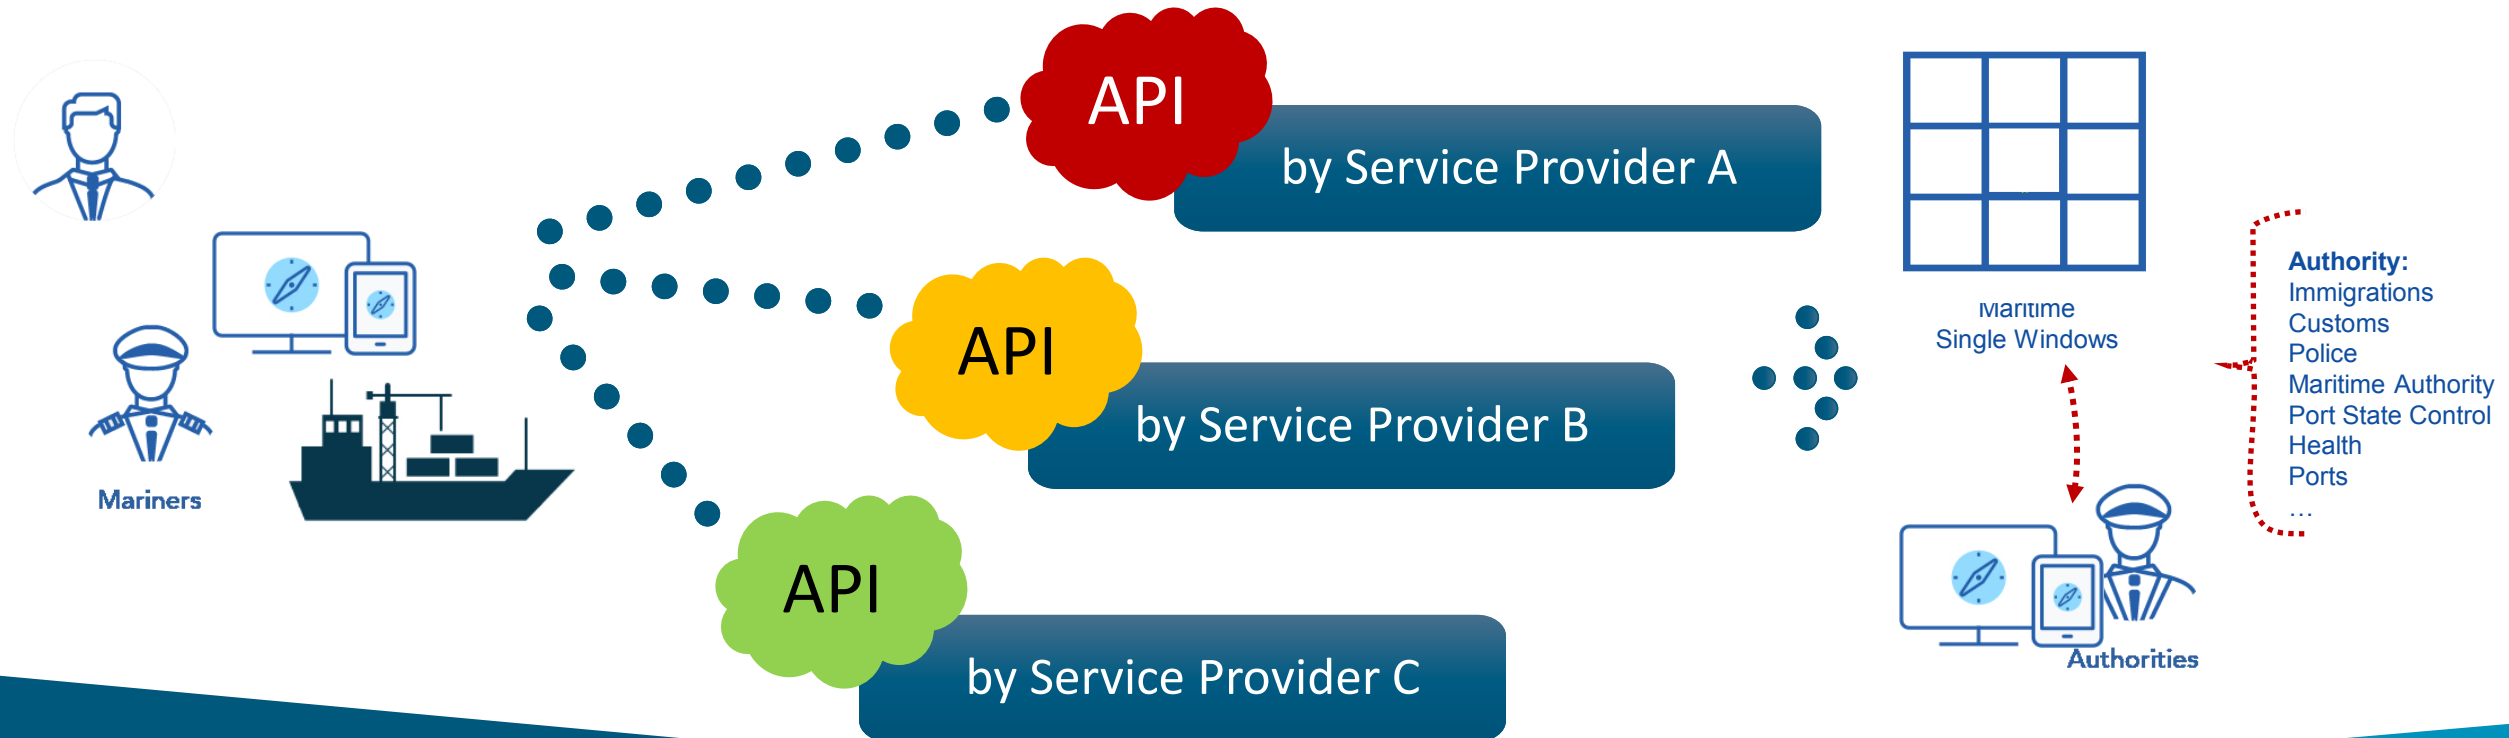 API
by Service Provider A
API
by Service Provider B
API
by Service Provider C
Mariners
Maritime
Single Windows
Authority:
Immigrations
Customs
Police
Maritime Authority
Port State Control
Health
Ports
…
Authorities